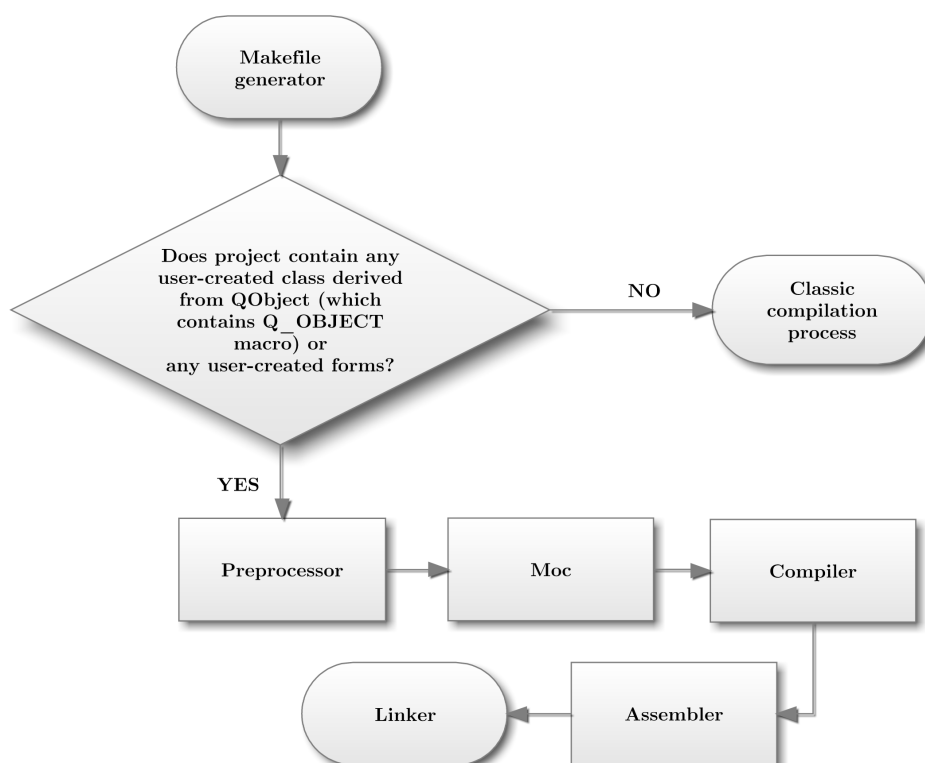 Makefile
generator
Does project contain any
user-created class derived
from QObject (which
contains Q_OBJECT
macro) or
any user-created forms?
NO
Classic
compilation
process
YES
Preprocessor
Moc
Compiler
Linker
Assembler